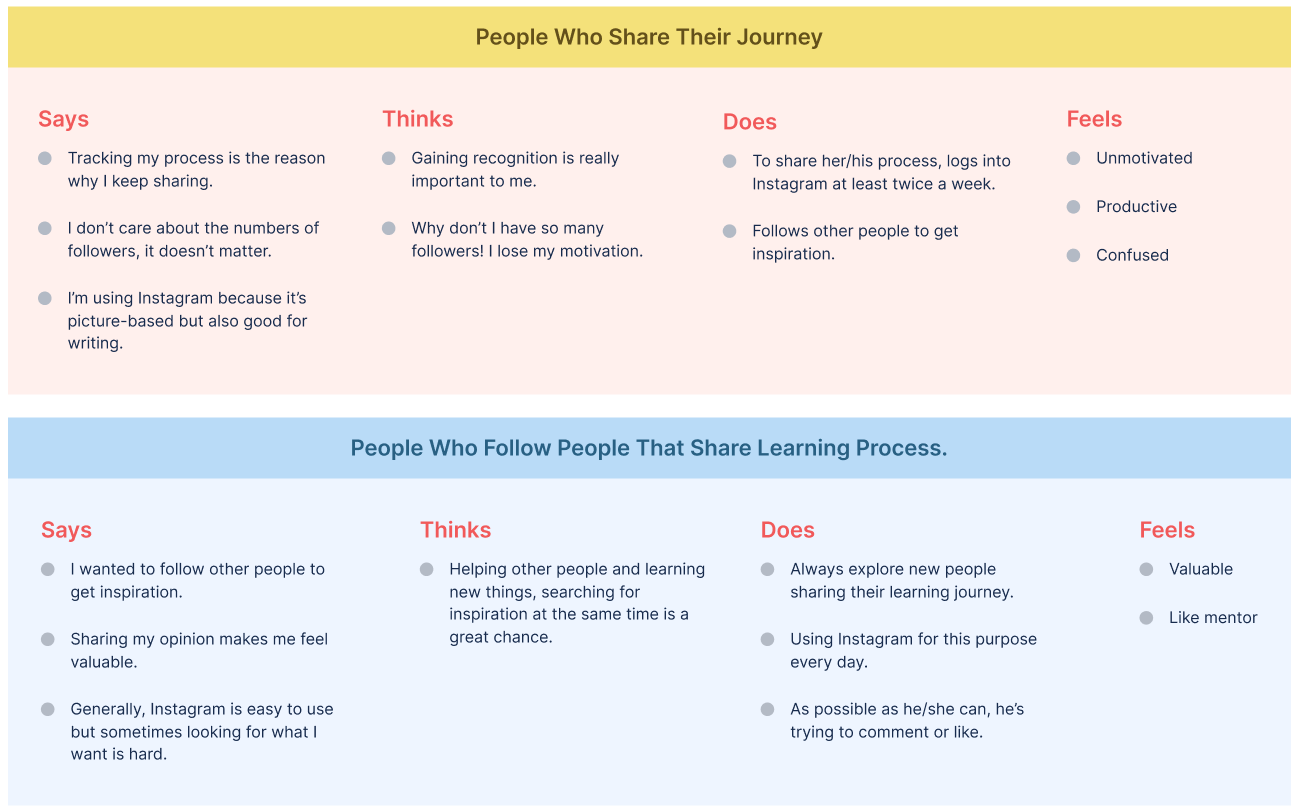 People Who Share Their Journey
Says
Tracking my process is the reason
why I keep sharing.
I don’t care about the numbers of
followers, it doesn’t matter.
I’m using Instagram because it’s
picture-based but also good for
writing.
Thinks
Gaining recognition is really
important to me.
Why don’t I have so many
followers! I lose my motivation.
Does
To share her/his process, logs into
Instagram at least twice a week.
Follows other people to get
inspiration.
Feels
Unmotivated
Productive
Confused
People Who Follow People That Share Learning Process.
Says
I wanted to follow other people to
get inspiration.
Sharing my opinion makes me feel
valuable.
Generally, Instagram is easy to use
but sometimes looking for what I
want is hard.
Thinks
Helping other people and learning
new things, searching for
inspiration at the same time is a
great chance.
Does
Always explore new people
sharing their learning journey.
Using Instagram for this purpose
every day.
As possible as he/she can, he’s
trying to comment or like.
Feels
Valuable
Like mentor